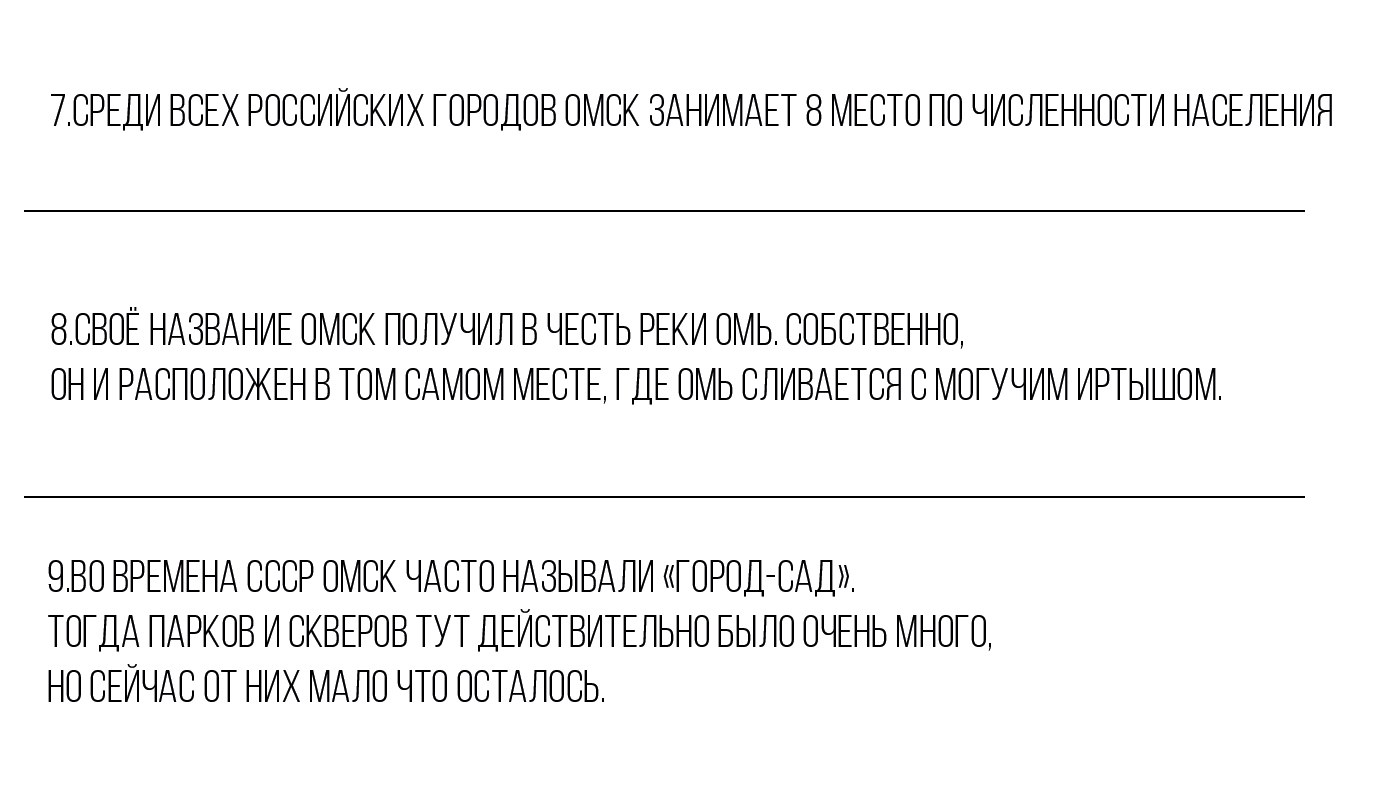 7.СРЕДИ ВСЕХ РОССИЙСКИХ ГОРОДОВ ОМСК ЗАНИМАЕТ 8 МЕСТО ПО ЧИСЛЕННОСТИ НАСЕЛЕНИЯ
8.СВОЁ НАЗВАНИЕ ОМСК ПОЛУЧИЛ В ЧЕСТЬ РЕКИ ОМЬ. СОБСТВЕННО,
ОН И РАСПОЛОЖЕН В ТОМ САМОМ МЕСТЕ, ГДЕ ОМЬ СЛИВАЕТСЯ С МОГУЧИМ ИРТЫШОМ.
9.ВО ВРЕМЕНА СССР ОМСК ЧАСТО НАЗЫВАЛИ «ГОРОД-САД».
ТОГДА ПАРКОВ И СКВЕРОВ ТУТ ДЕЙСТВИТЕЛЬНО БЫЛО ОЧЕНЬ МНОГО,
НО СЕЙЧАС ОТ НИХ МАЛО ЧТО ОСТАЛОСЬ.